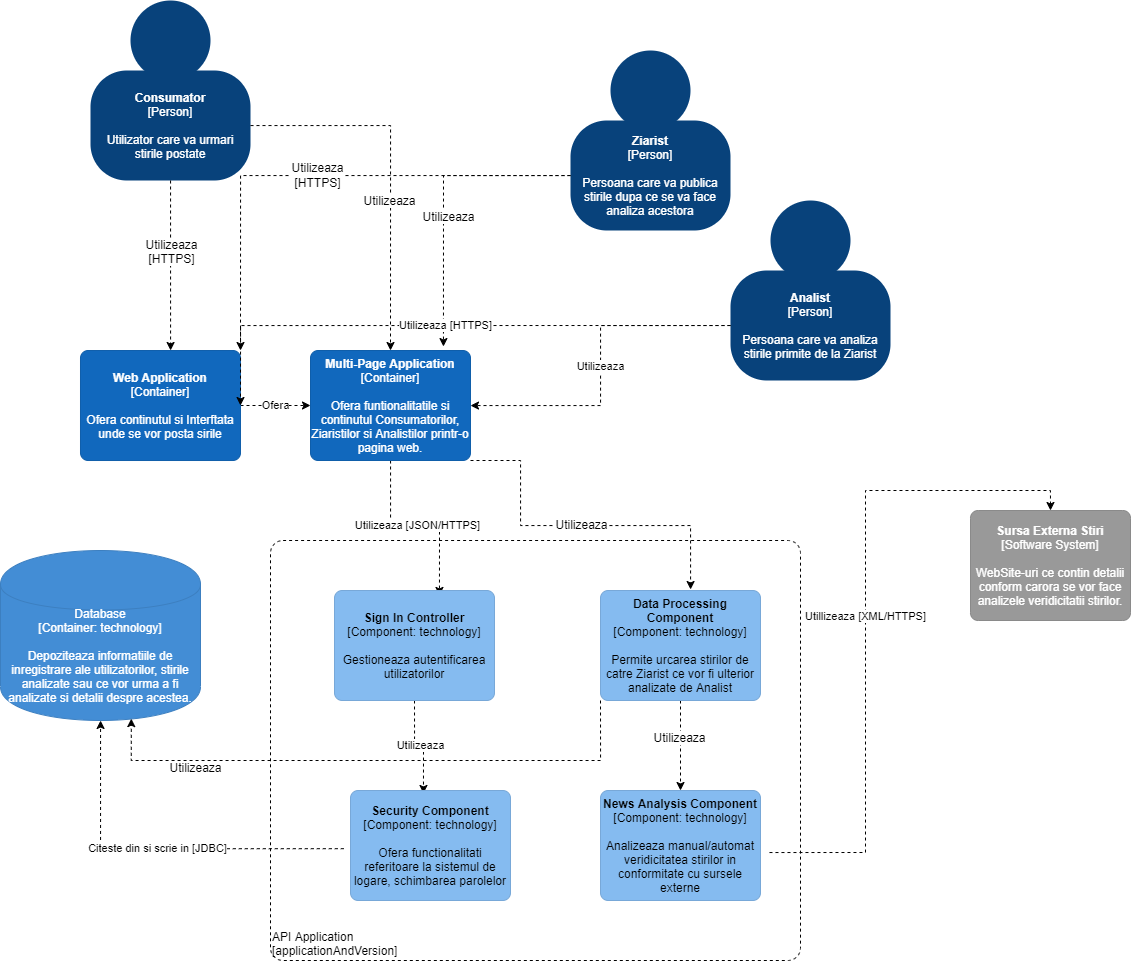 Consumator
[Person]
Utilizator care va urmari
stirile postate
Ziarist
[Person]
Persoana care va publica
stirile dupa ce se va face
analiza acestora
Utilizeaza
[HTTPS]
Utilizeaza
Utilizeaza
Utilizeaza
[HTTPS]
Analist
[Person]
Persoana care va analiza
stirile primite de la Ziarist
Utilizeaza [HTTPS]
Utilizeaza
Web Application
[Container]
Ofera continutul si Interftata
unde se vor posta sirile
Ofera
Multi-Page Application
[Container]
Ofera funtionalitatile si
continutul Consumatorilor,
Ziaristilor si Analistilor printr-o
pagina web.
Utilizeaza [JSON/HTTPS]
Utilizeaza
Sursa Externa Stiri
[Software System]
WebSite-uri ce contin detalii
conform carora se vor face
analizele veridicitatii stirilor.
Utillizeaza [XML/HTTPS]
Database
[Container: technology]
Depoziteaza informatiile de
inregistrare ale utilizatorilor, stirile
analizate sau ce vor urma a fi
analizate si detalii despre acestea.
Sign In Controller
[Component: technology]
Gestioneaza autentificarea
utilizatorilor
Data Processing
Component
[Component: technology]
Permite urcarea stirilor de
catre Ziarist ce vor fi ulterior
analizate de Analist
Utilizeaza
Utilizeaza
Utilizeaza
Security Component
[Component: technology]
Ofera functionalitati
referitoare la sistemul de
logare, schimbarea parolelor
News Analysis Component
[Component: technology]
Analizeaza manual/automat
veridicitatea stirilor in
conformitate cu sursele
externe
Citeste din si scrie in [JDBC]
API Application
[applicationAndVersion]